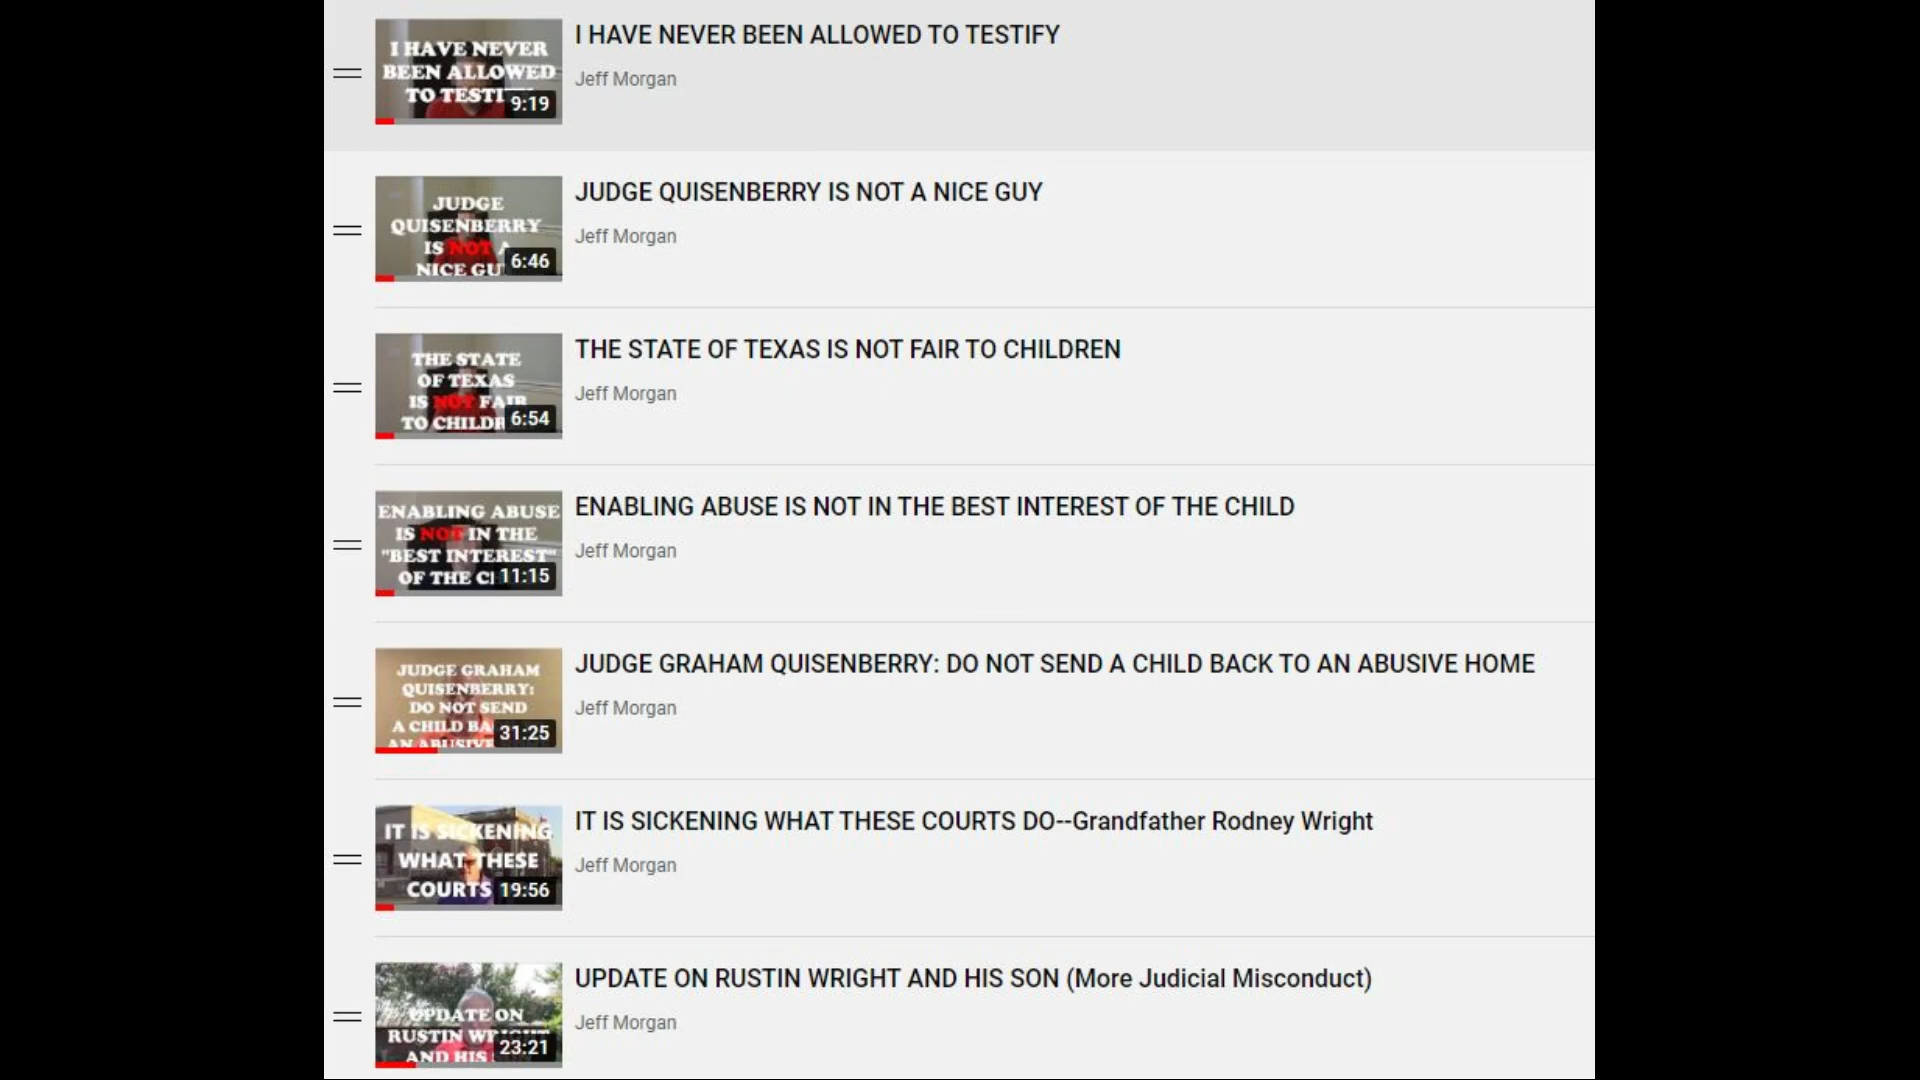 I HAVE NEVER
BEEN ALLOWED
TO TESTI
9:19
I HAVE NEVER BEEN ALLOWED TO TESTIFY
Jeff Morgan
JUDGE
QUISENBERRY
IS NOT A
NICE GU
6:46
JUDGE QUISENBERRY IS NOT A NICE GUY
Jeff Morgan
THE STATE
OF TEXAS
IS NOT FAIR
TO CHILDR
6:54
THE STATE OF TEXAS IS NOT FAIR TO CHILDREN
Jeff Morgan
ENABLING ABUSE
IS NOT IN THE
"BEST INTEREST"
OF THE C
11:15
ENABLING ABUSE IS NOT IN THE BEST INTEREST OF THE CHILD
Jeff Morgan
JUDGE GRAHAM
QUISENBERRY:
DO NOT SEND
A CHILD BA
AN ABUSIVE
31:25
JUDGE GRAHAM QUISENBERRY: DO NOT SEND A CHILD BACK TO AN ABUSIVE HOME
Jeff Morgan
IT IS SICKENING
WHAT THESE
COURTS
19:56
IT IS SICKENING WHAT THESE COURTS DO--Grandfather Rodney Wright
Jeff Morgan
UPDATE ON
RUSTIN WRIGHT
AND HIS
23:21
UPDATE ON RUSTIN WRIGHT AND HIS SON (More Judicial Misconduct)
Jeff Morgan